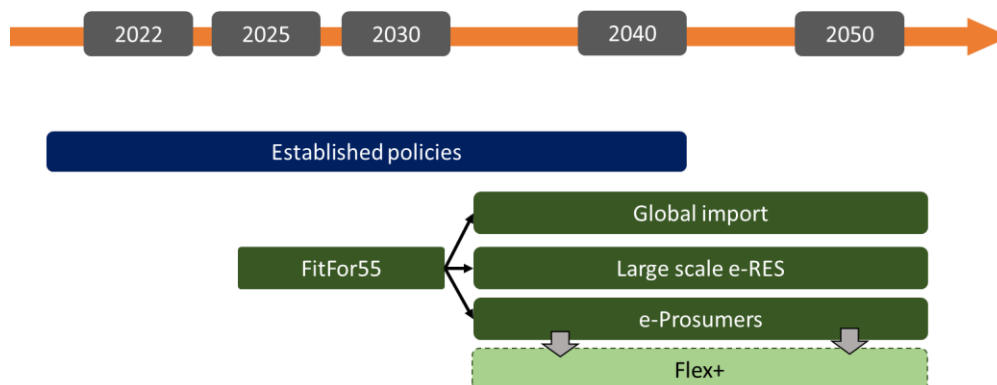 2022
2025
2030
2040
2050
Established policies
Global import
FitFor55
Large scale e-RES
e-Prosumers
Flex+